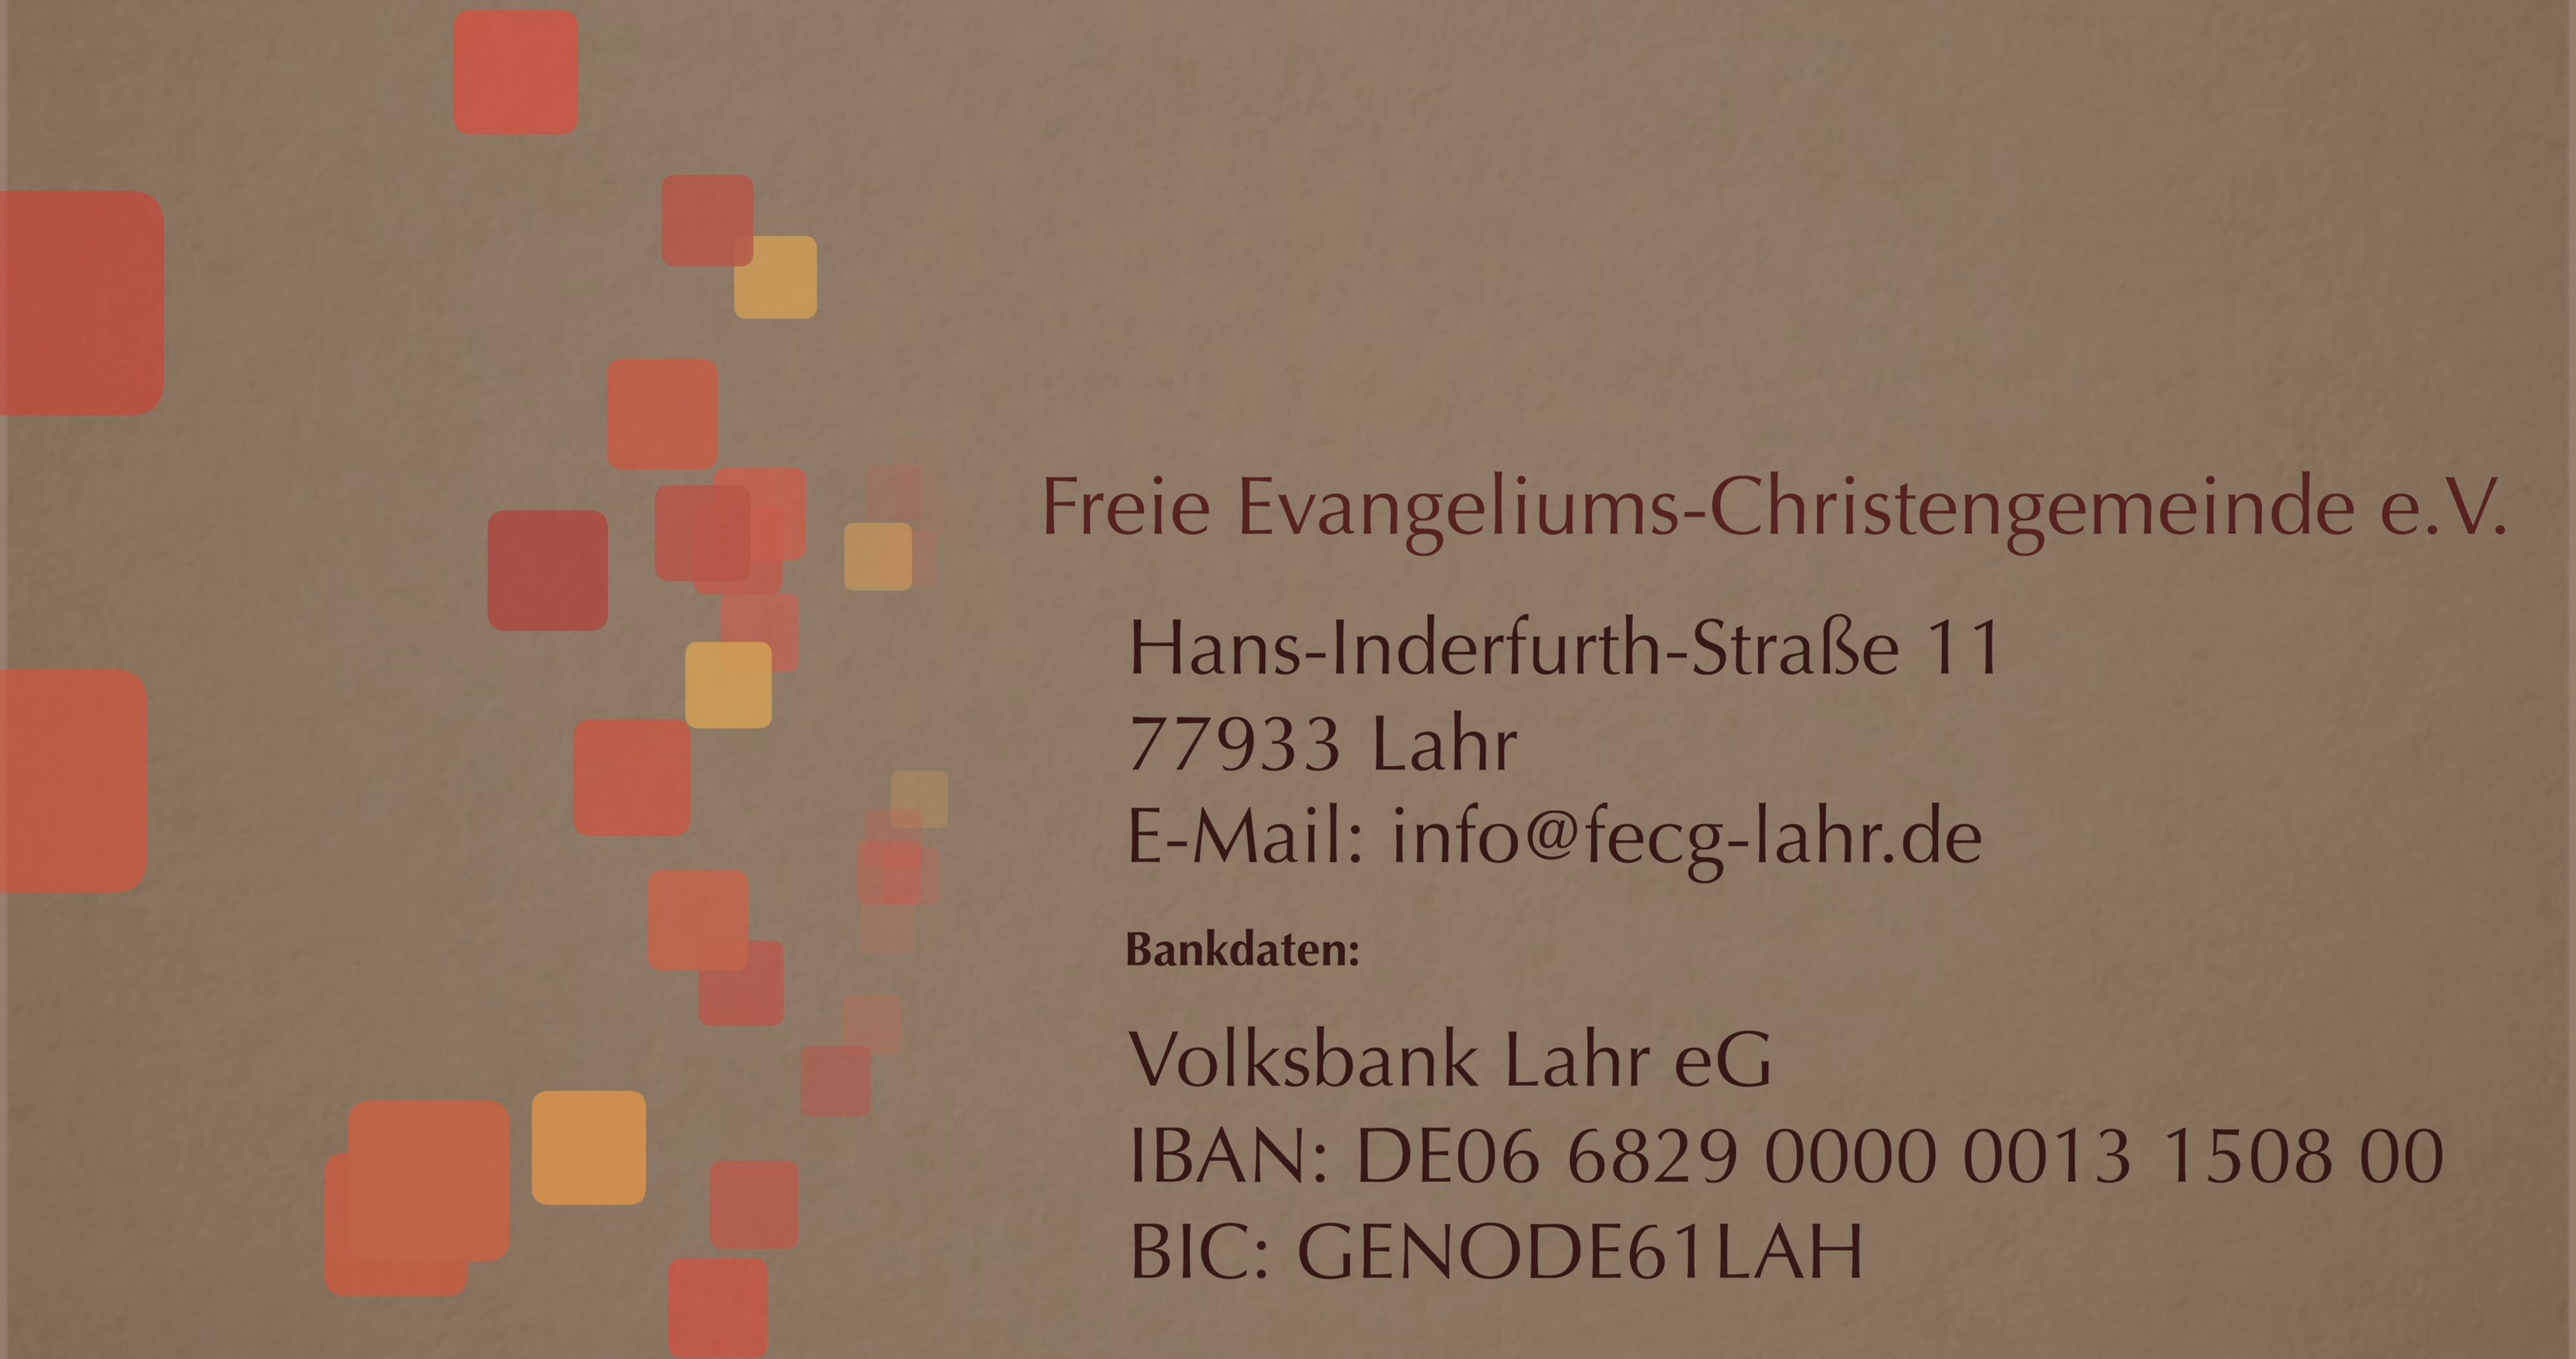 Freie Evangeliums-Christengemeinde e.V.
Hans-Inderfurth-Straße 11
77933 Lahr
E-Mail: info@fecg-lahr.de
Bankdaten:
Volksbank Lahr eG
IBAN: DE06 6829 0000 0013 1508 00
BIC: GENODE61LAH